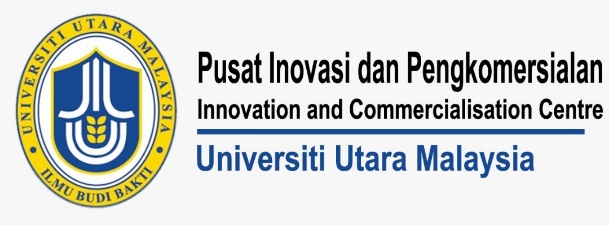 UNIVERSITI UTARA MALAYSIA
ILMU BUDI BAKTI
Pusat Inovasi dan Pengkomersialan
Innovation and Commercialisation Centre
Universiti Utara Malaysia